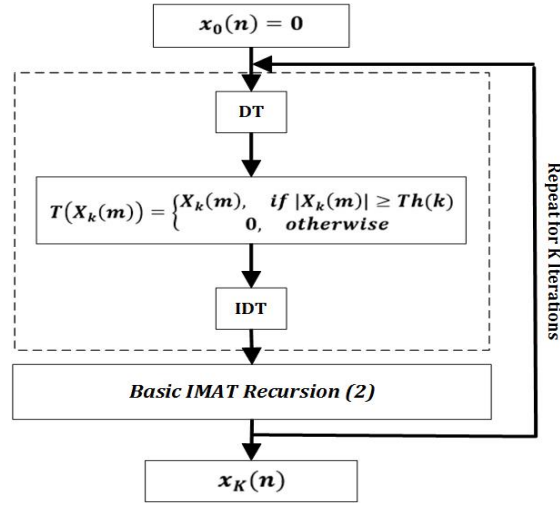 x₀(n) = 0
DT
T(Xₖ(m)) = {Xₖ(m), if |Xₖ(m)| ≥ Th(k)
0, otherwise
IDT
Basic IMAT Recursion (2)
x_K(n)
Repeat for K Iterations